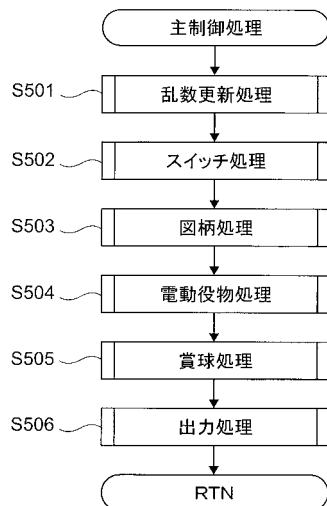 主制御処理
S501
乱数更新処理
S502
スイッチ処理
S503
図柄処理
S504
電動役物処理
S505
賞球処理
S506
出力処理
RTN